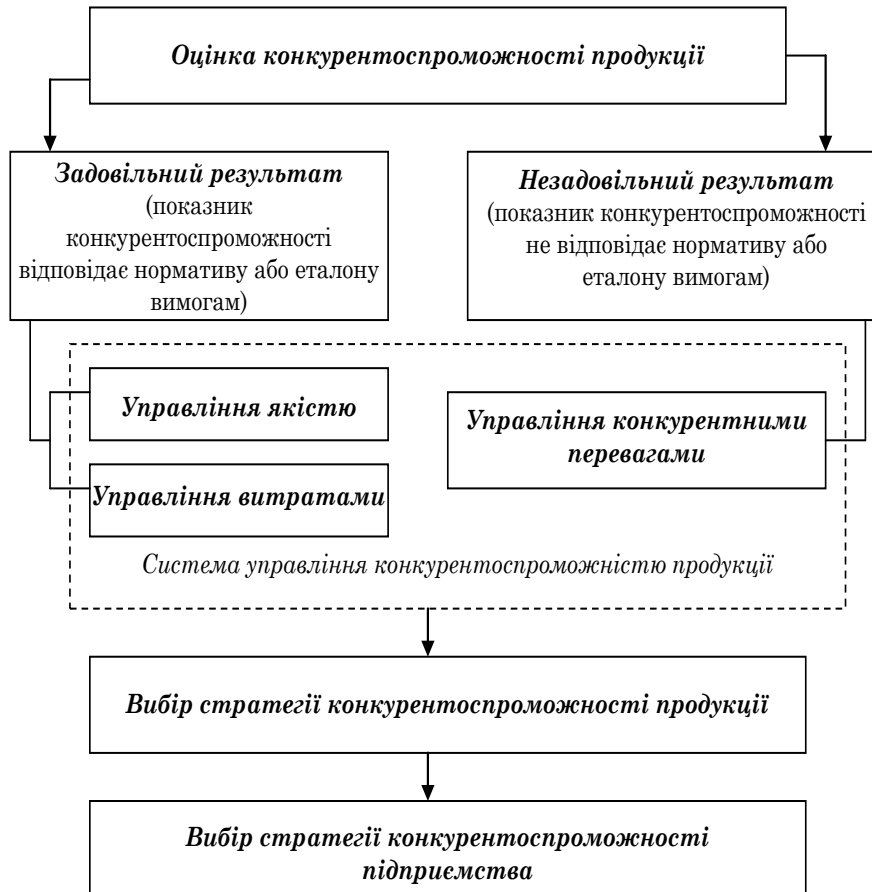 Оцінка конкурентоспроможності продукції
Задовільний результат
(показник
конкурентоспроможності
відповідає нормативу або еталону
вимогам)
Незадовільний результат
(показник конкурентоспроможності
не відповідає нормативу або
еталону вимогам)
Управління якістю
Управління витратами
Управління конкурентними
перевагами
Система управління конкурентоспроможністю продукції
Вибір стратегії конкурентоспроможності продукції
Вибір стратегії конкурентоспроможності
підприємства